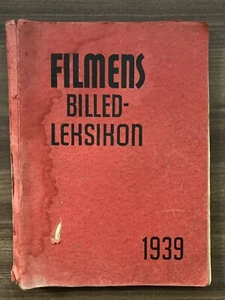 FILMENS
BILLED-
LEKSIKON
1939